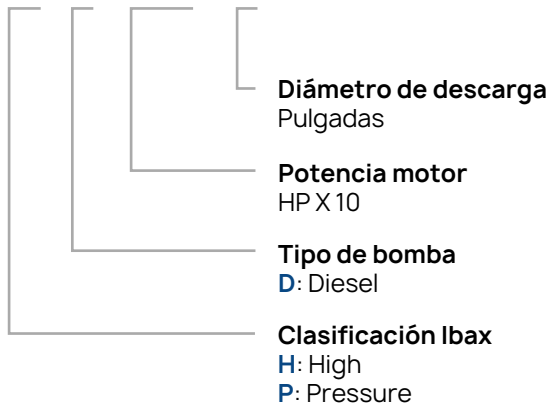 Diámetro de descarga
Pulgadas
Potencia motor
HP X 10
Tipo de bomba
D: Diesel
Clasificación Ibax
H: High
P: Pressure